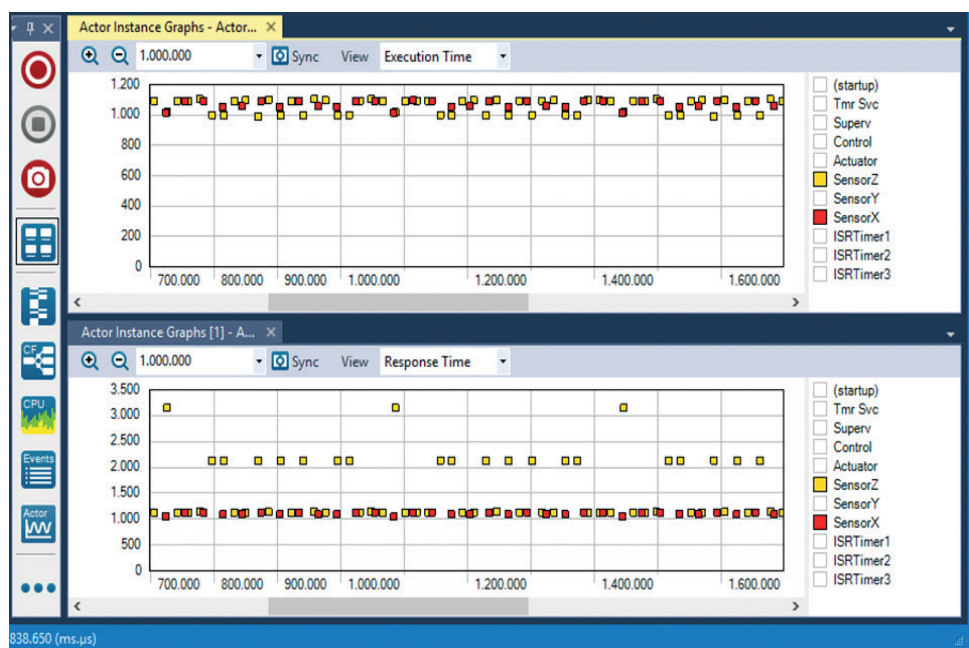 Actor Instance Graphs - Actor...
1.000.000 Sync View Execution Time
1.200
1.000
800
600
400
200
0
700.000 800.000 900.000 1.000.000 1.200.000 1.400.000 1.600.000
(startup)
Tmr Svc
Superv
Control
Actuator
SensorZ
SensorY
SensorX
ISRTimer1
ISRTimer2
ISRTimer3
CF
CPU
Events
Actor
Actor Instance Graphs [1] - A...
1.000.000 Sync View Response Time
3.500
3.000
2.500
2.000
1.500
1.000
500
0
700.000 800.000 900.000 1.000.000 1.200.000 1.400.000 1.600.000
(startup)
Tmr Svc
Superv
Control
Actuator
SensorZ
SensorY
SensorX
ISRTimer1
ISRTimer2
ISRTimer3
838.650 (ms.µs)